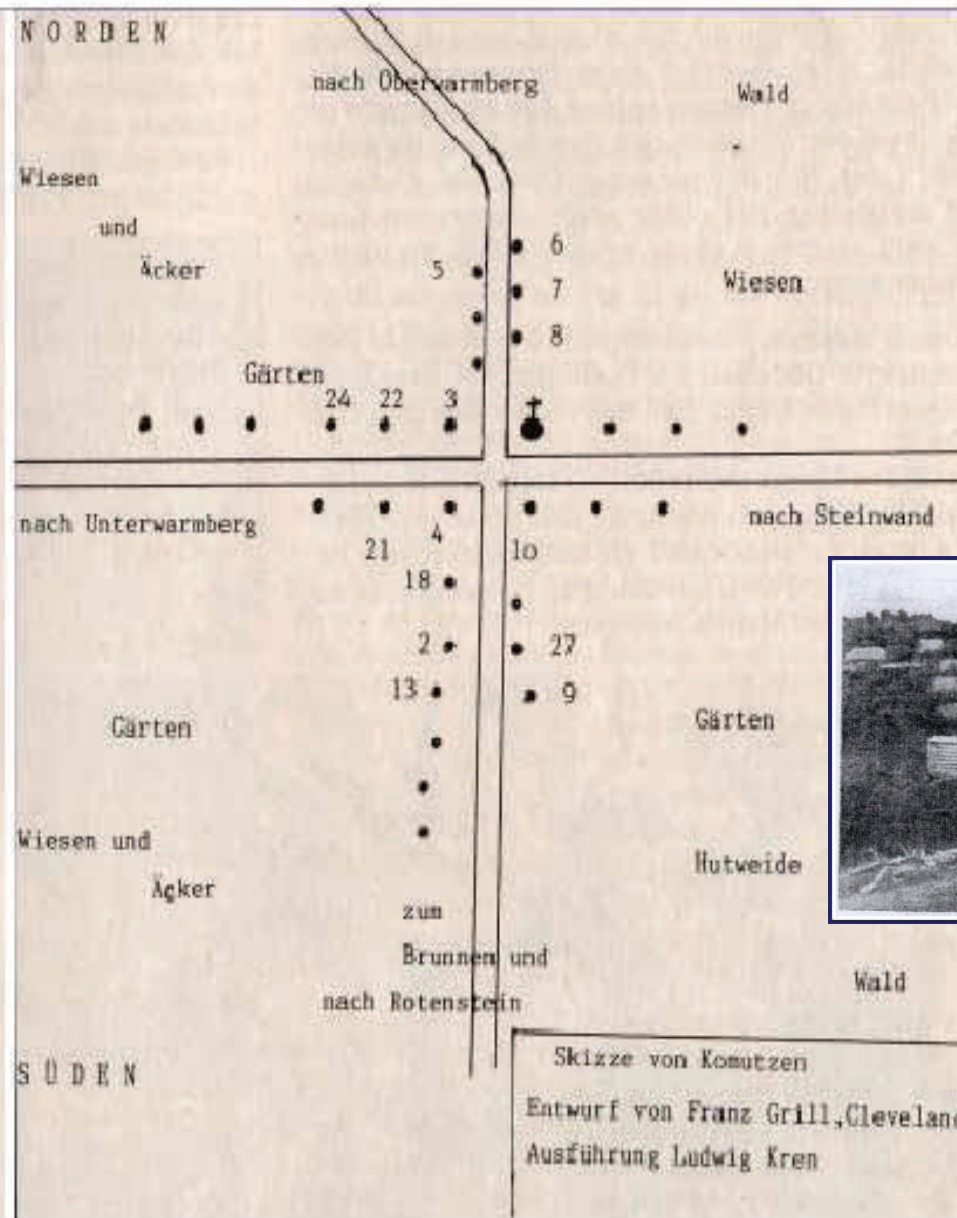 NORDEN
nach Oberwarmberg
Wald
Wiesen
und
Äcker
5
6
7
8
Wiesen
Gärten
24 22 3
nach Unterwarmberg
nach Steinwand
4
21
10
18
2
27
13
9
Gärten
Gärten
Wiesen und
Äcker
Hutweide
zum
Brunnen und
nach Rotenstein
Wald
SÜDEN
Skizze von Komutzen
Entwurf von Franz Grill,Cleveland
Ausführung Ludwig Kren